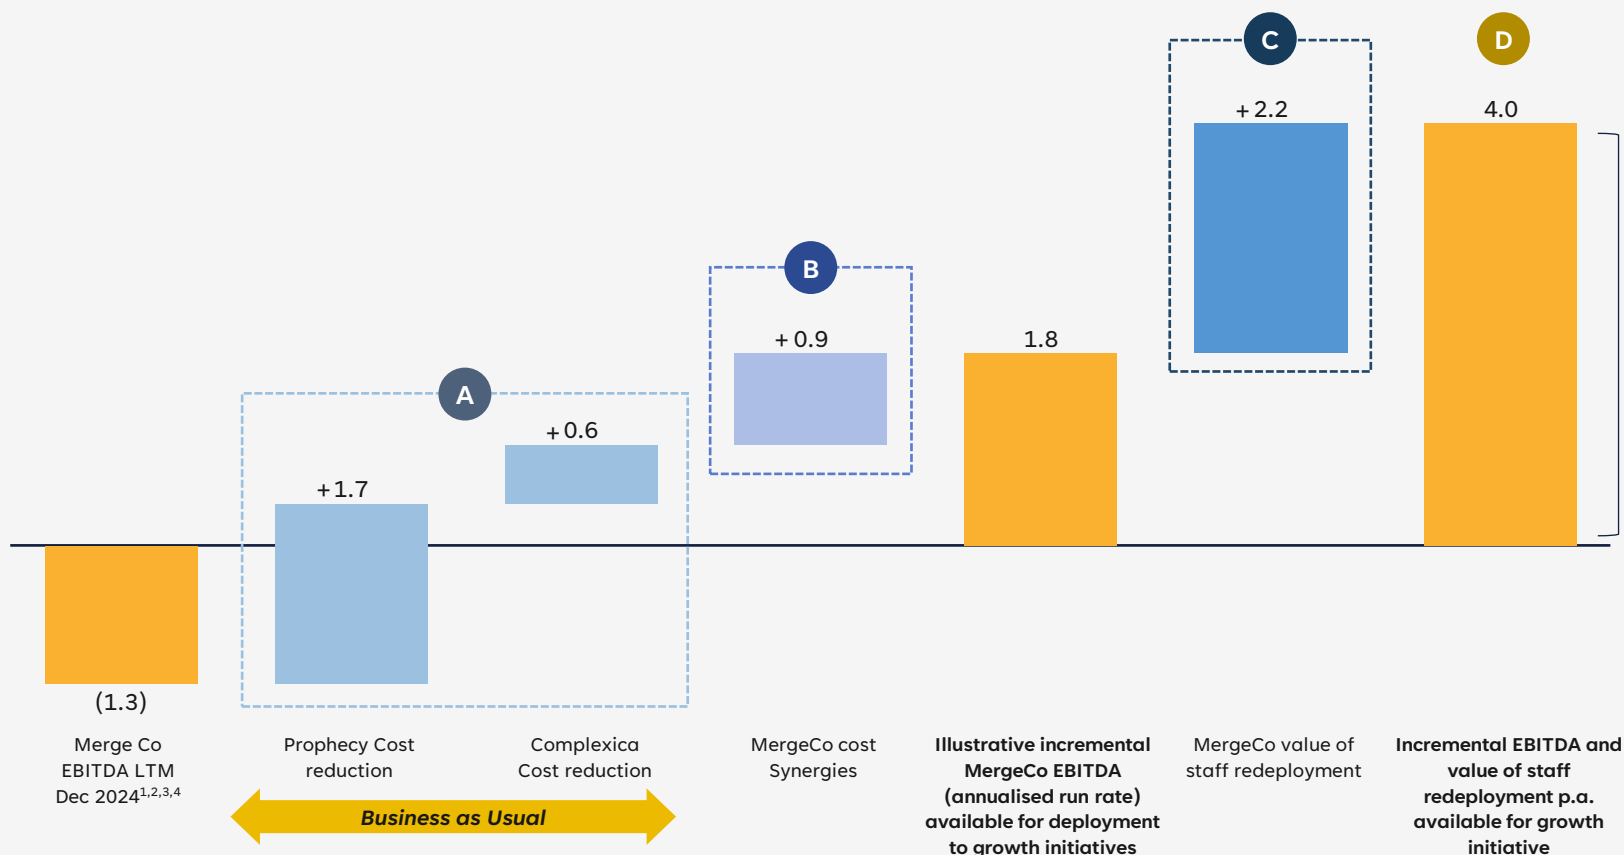 C
D
+ 2.2
4.0
B
+ 0.9
1.8
A
+ 0.6
+ 1.7
(1.3)
Merge Co
EBITDA LTM
Dec 2024¹,²,³,⁴
Prophecy Cost
reduction
Complexica
Cost reduction
Business as Usual
MergeCo cost
Synergies
Illustrative incremental
MergeCo EBITDA
(annualised run rate)
available for deployment
to growth initiatives
MergeCo value of
staff redeployment
Incremental EBITDA and
value of staff
redeployment p.a.
available for growth
initiative